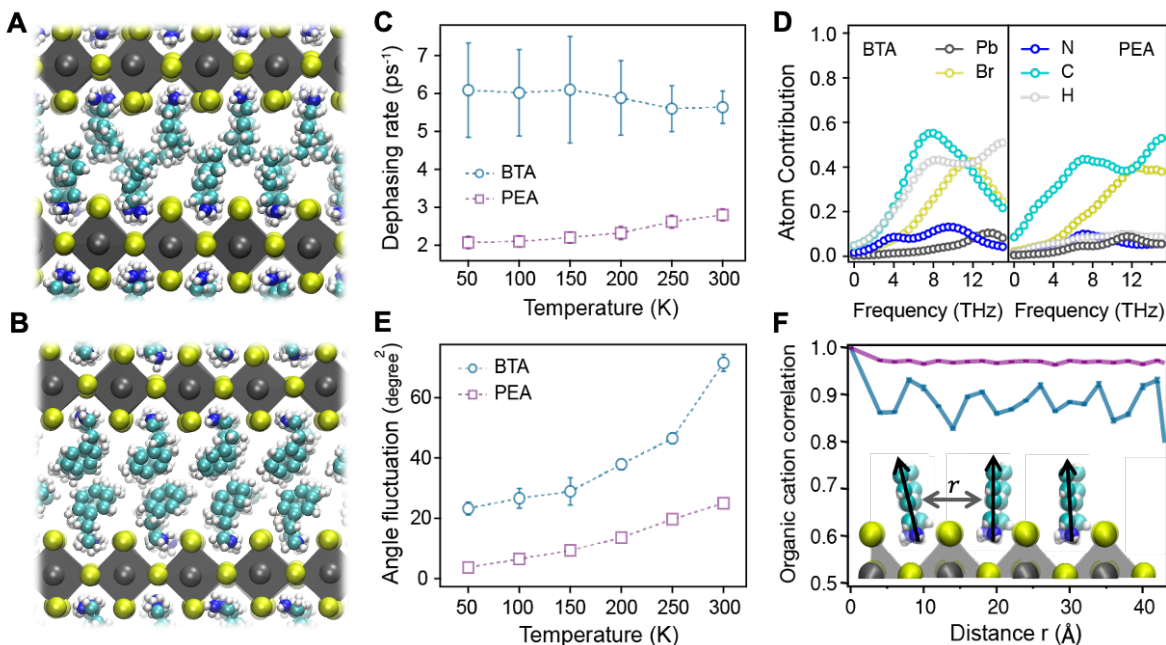 A
B
C
Dephasing rate (ps⁻¹)
7
6
5
4
3
2
BTA
PEA
50 100 150 200 250 300
Temperature (K)
D
Atom Contribution
1.0
0.8
0.6
0.4
0.2
0.0
BTA
Pb
Br
N
C
H
PEA
0 4 8 12 0 4 8 12
Frequency (THz) Frequency (THz)
E
Angle fluctuation (degree²)
60
40
20
0
BTA
PEA
50 100 150 200 250 300
Temperature (K)
F
Organic cation correlation
1.0
0.9
0.8
0.7
0.6
0.5
r
0 10 20 30 40
Distance r (Å)